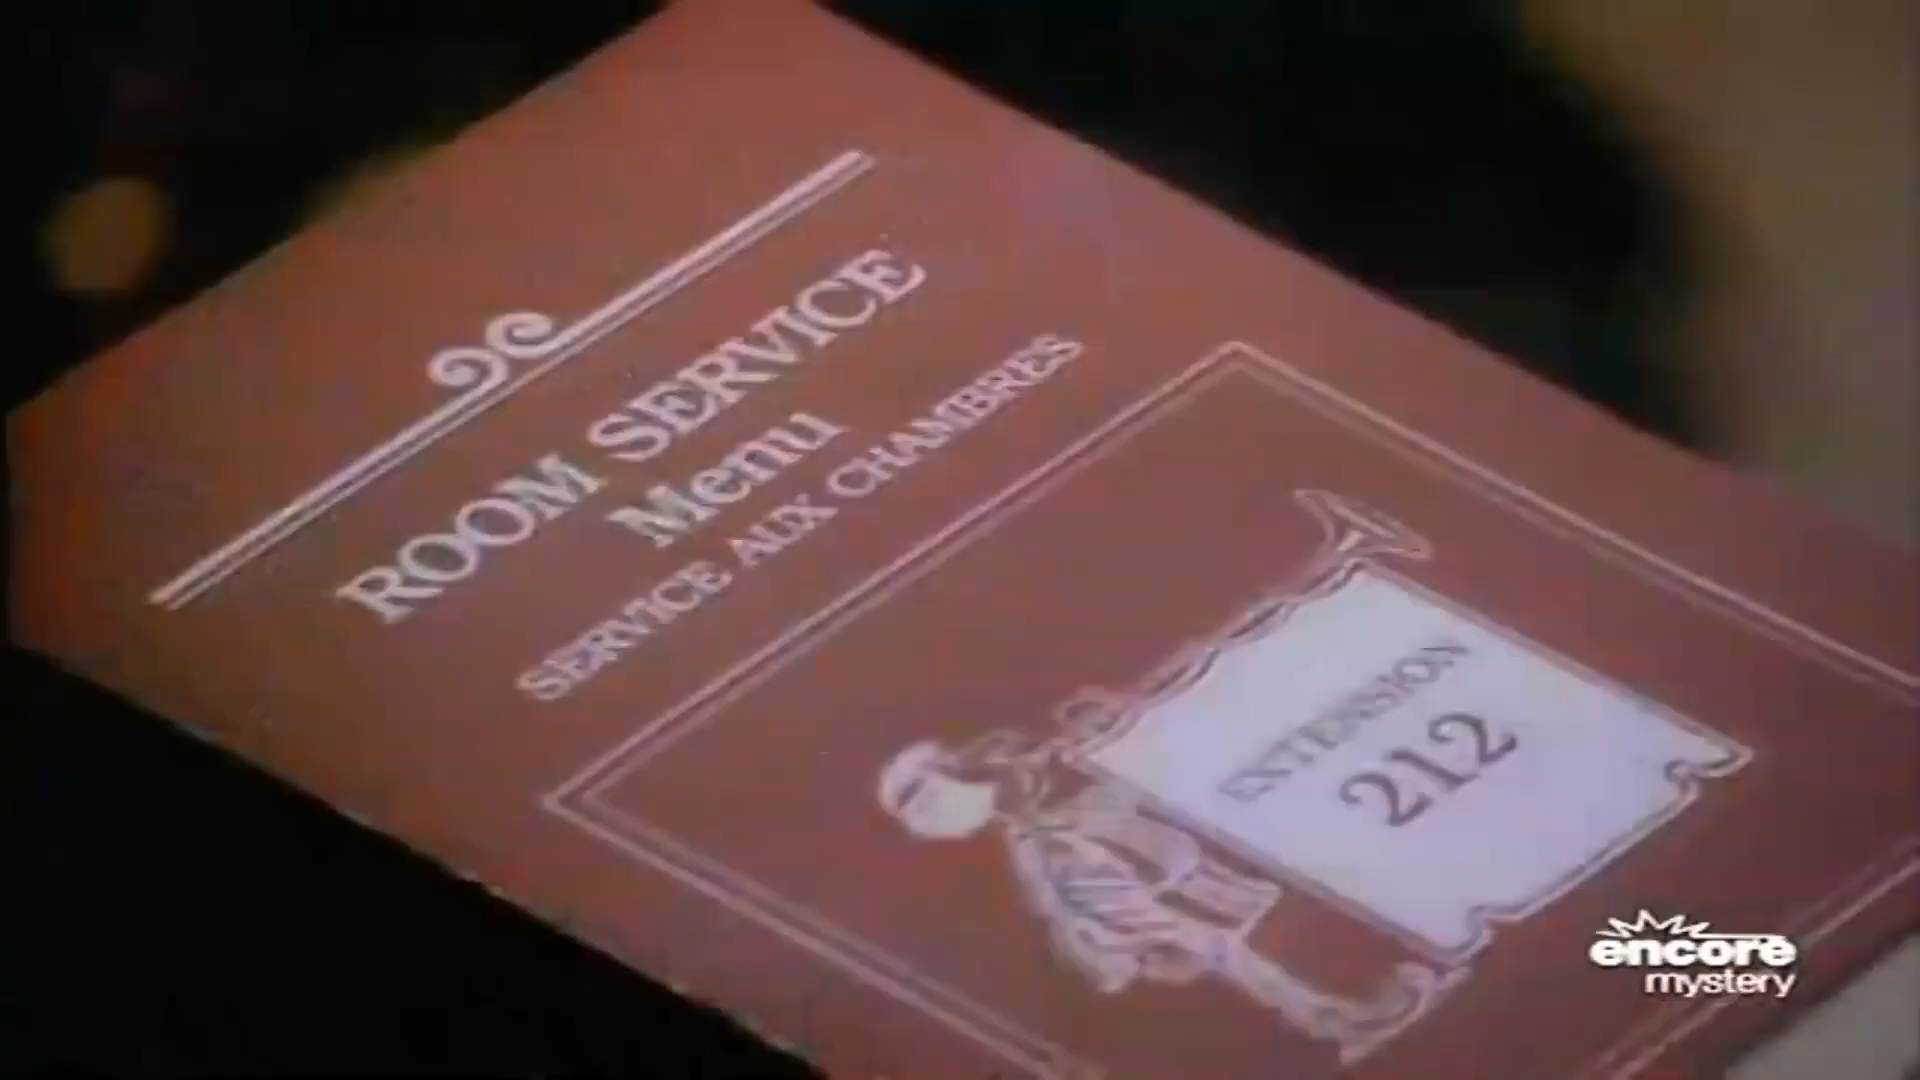 ROOM SERVICE
Menu
SERVICE AUX CHAMBRES
EXTENSION
212
encore
mystery